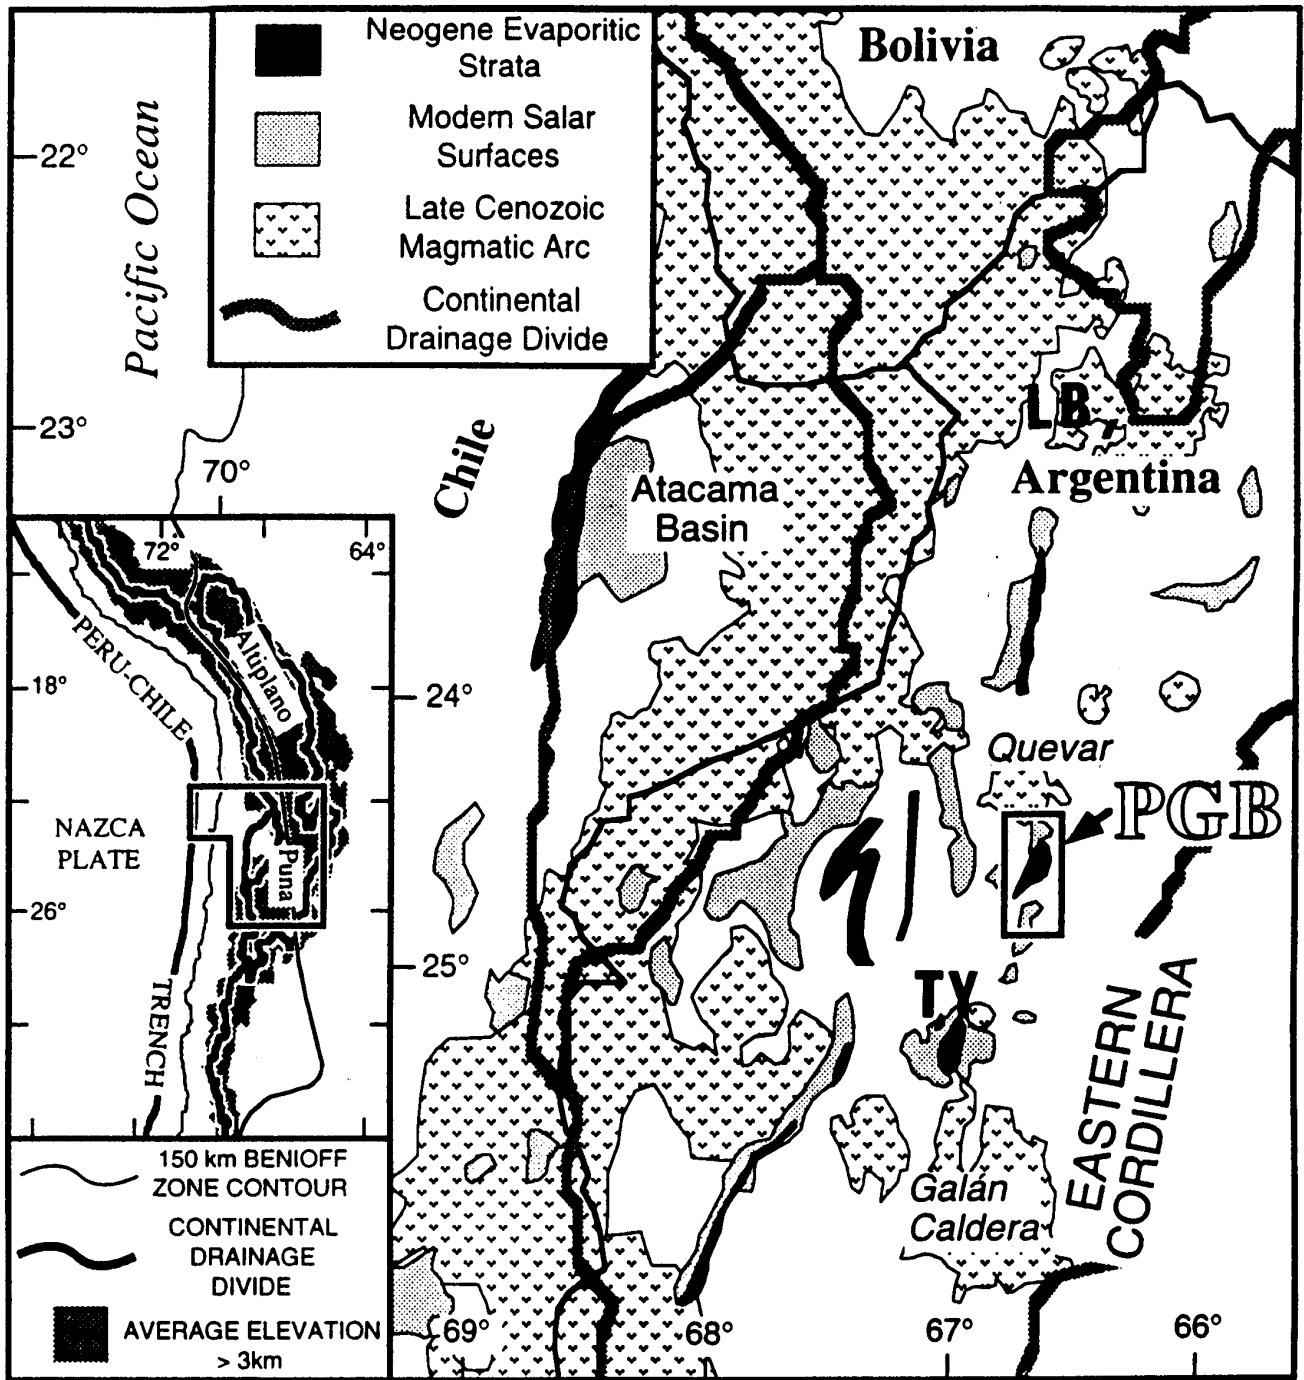 Neogene Evaporitic
Strata
Modern Salar
Surfaces
Late Cenozoic
Magmatic Arc
Continental
Drainage Divide
Bolivia
Pacific Ocean
22°
23°
70°
Chile
LB,
Argentina
Atacama
Basin
24°
Quevar
PGB
25°
TV
EASTERN
CORDILLERA
Galán
Caldera
69°
68°
67°
66°
72°
64°
PERU-CHILE
Altiplano
18°
NAZCA
PLATE
Puna
26°
TRENCH
150 km BENIOFF
ZONE CONTOUR
CONTINENTAL
DRAINAGE
DIVIDE
AVERAGE ELEVATION
> 3km